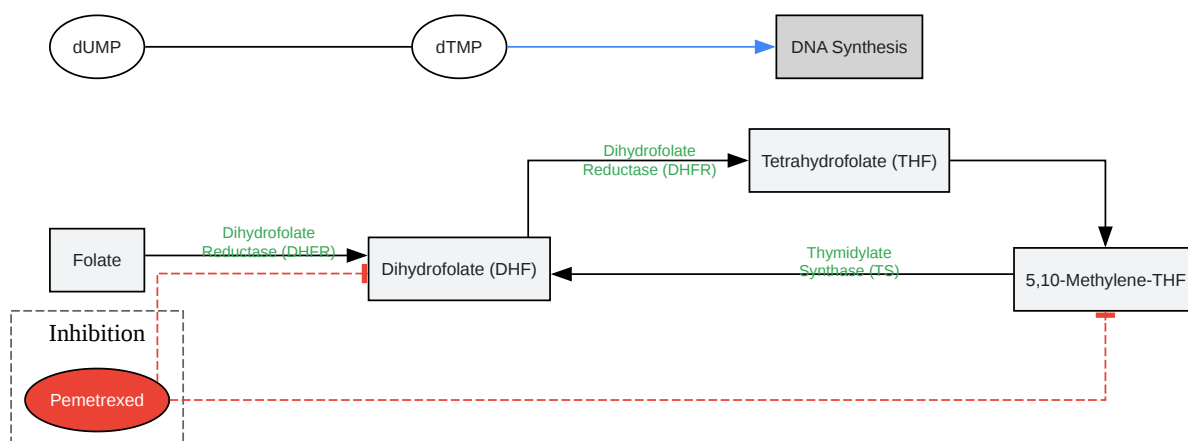 dUMP
dTMP
DNA Synthesis
Dihydrofolate
Reductase (DHFR)
Tetrahydrofolate (THF)
Dihydrofolate
Reductase (DHFR)
Folate
Dihydrofolate (DHF)
Thymidylate
Synthase (TS)
5,10-Methylene-THF
Inhibition
Pemetrexed